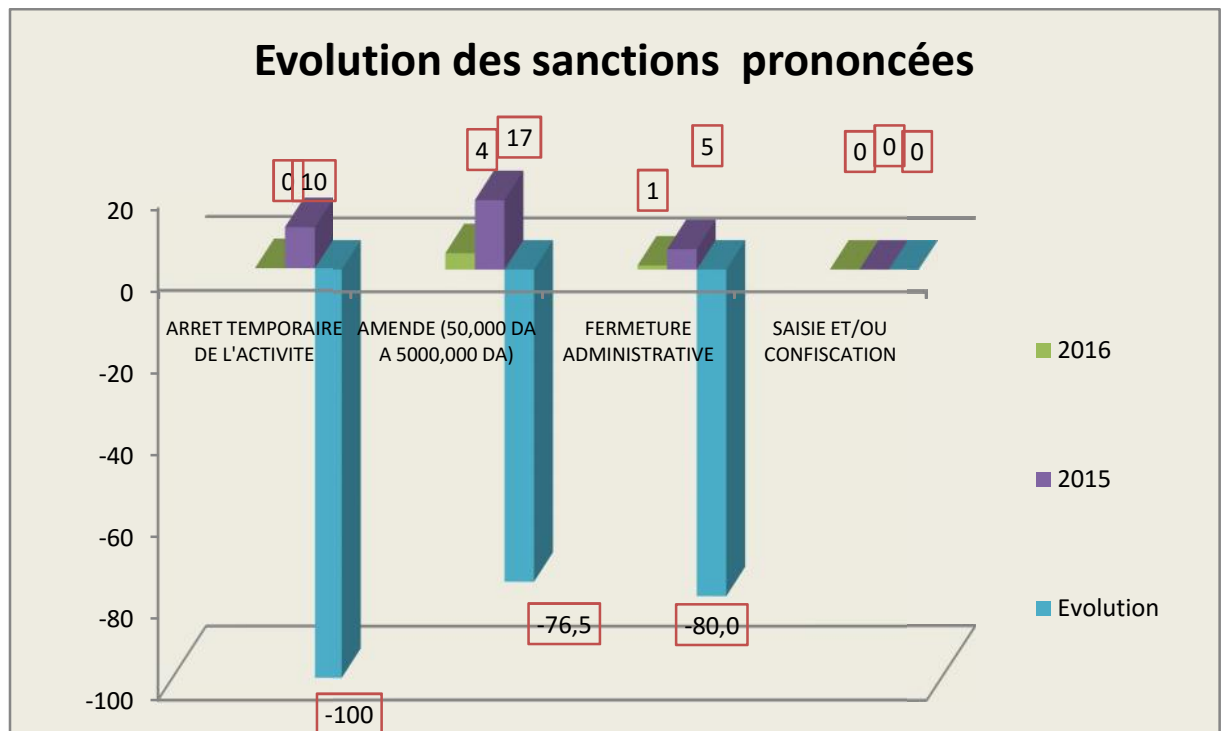 Evolution des sanctions prononcées
0 10
4 17
1 5
0 0 0
20
0
-20
-40
-60
-80
-100
ARRET TEMPORAIRE
DE L'ACTIVITE
AMENDE (50,000 DA
A 5000,000 DA)
FERMETURE
ADMINISTRATIVE
SAISIE ET/OU
CONFISCATION
-100
-76,5
-80,0
2016
2015
Evolution